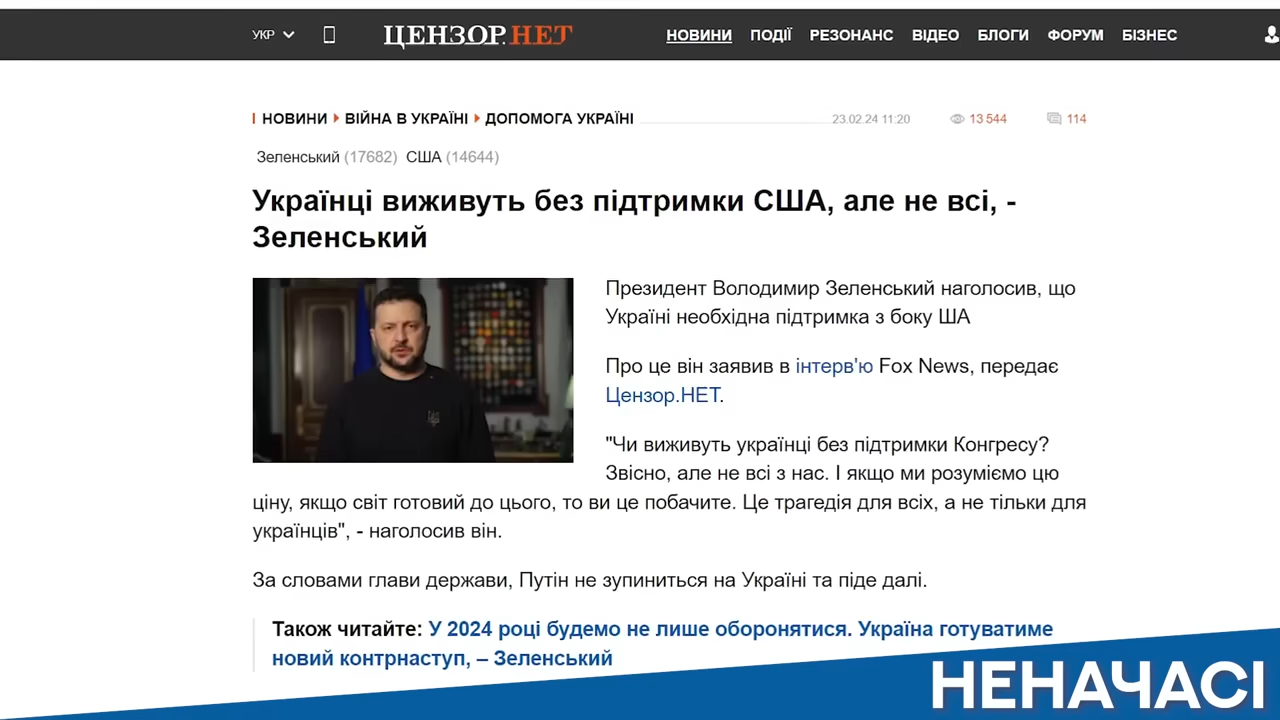 УКР
ЦЕНЗОР.НЕТ
НОВИНИ ПОДІЇ РЕЗОНАНС ВІДЕО БЛОГИ ФОРУМ БІЗНЕС
НОВИНИ ВІЙНА В УКРАЇНІ ДОПОМОГА УКРАЇНІ
23.02.24 11:20 13 544 114
Зеленський (17682) США (14644)
Українці виживуть без підтримки США, але не всі, -
Зеленський
Президент Володимир Зеленський наголосив, що
Україні необхідна підтримка з боку ША
Про це він заявив в інтерв'ю Fox News, передає
Цензор.НЕТ.
"Чи виживуть українці без підтримки Конгресу?
Звісно, але не всі з нас. І якщо ми розуміємо цю
ціну, якщо світ готовий до цього, то ви це побачите. Це трагедія для всіх, а не тільки для
українців", - наголосив він.
За словами глави держави, Путін не зупиниться на Україні та піде далі.
Також читайте: У 2024 році будемо не лише оборонятися. Україна готуватиме
новий контрнаступ, – Зеленський
НЕНАЧАСІ